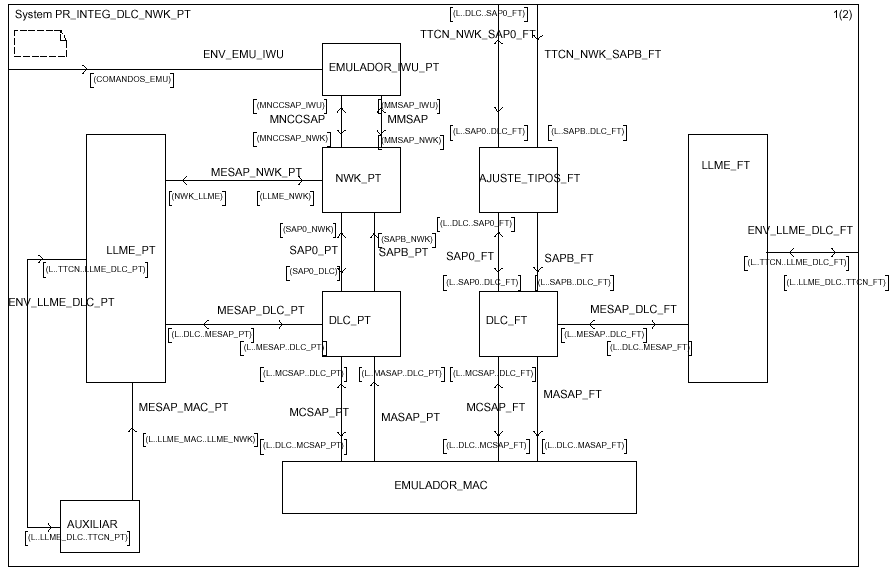 System PR_INTEG_DLC_NWK_PT
1(2)
(L..DLC..SAP0_FT)
TTCN_NWK_SAP0_FT
ENV_EMU_IWU
TTCN_NWK_SAPB_FT
EMULADOR_IWU_PT
(COMANDOS_EMU)
(MNCCSAP_IWU)
(MMSAP_IWU)
MNCCSAP
MMSAP
(L..SAP0..DLC_FT)
(L..SAPB..DLC_FT)
(MNCCSAP_NWK)
(MMSAP_NWK)
LLME_FT
MESAP_NWK_PT
NWK_PT
AJUSTE_TIPOS_FT
(NWK_LLME)
(LLME_NWK)
(L..DLC..SAP0_FT)
(SAP0_NWK)
ENV_LLME_DLC_FT
(SAPB_NWK)
LLME_PT
SAP0_PT
SAPB_PT
SAP0_FT
SAPB_FT
(L..TTCN..LLME_DLC_FT)
(L..TTCN..LLME_DLC_PT)
(SAP0_DLC)
(L..SAP0..DLC_FT)
(L..SAPB..DLC_FT)
(L..LLME_DLC..TTCN_FT)
ENV_LLME_DLC_PT
MESAP_DLC_PT
MESAP_DLC_FT
DLC_PT
DLC_FT
(L..DLC..MESAP_PT)
(L..MESAP..DLC_FT)
(L..MESAP..DLC_PT)
(L..DLC..MESAP_FT)
(L..MCSAP..DLC_PT)
(L..MASAP..DLC_PT)
(L..MCSAP..DLC_FT)
MASAP_FT
MESAP_MAC_PT
MCSAP_PT
MASAP_PT
MCSAP_FT
(L..LLME_MAC..LLME_NWK)
(L..DLC..MCSAP_PT)
(L..DLC..MCSAP_FT)
(L..DLC..MASAP_FT)
EMULADOR_MAC
AUXILIAR
(L..LLME_DLC..TTCN_PT)